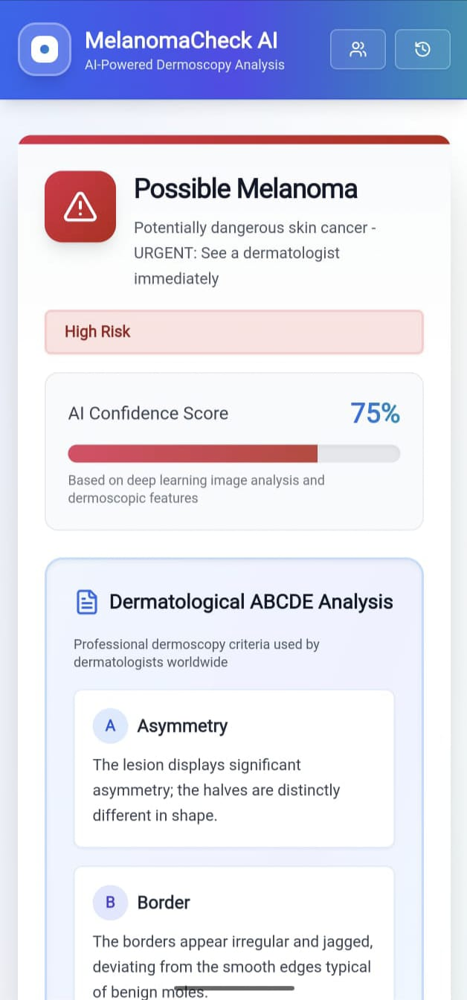 MelanomaCheck AI
AI-Powered Dermoscopy Analysis
Possible Melanoma
Potentially dangerous skin cancer -
URGENT: See a dermatologist
immediately
High Risk
AI Confidence Score
75%
Based on deep learning image analysis and
dermoscopic features
Dermatological ABCDE Analysis
Professional dermoscopy criteria used by
dermatologists worldwide
A Asymmetry
The lesion displays significant
asymmetry; the halves are distinctly
different in shape.
B Border
The borders appear irregular and jagged,
deviating from the smooth edges typical
of benign moles.